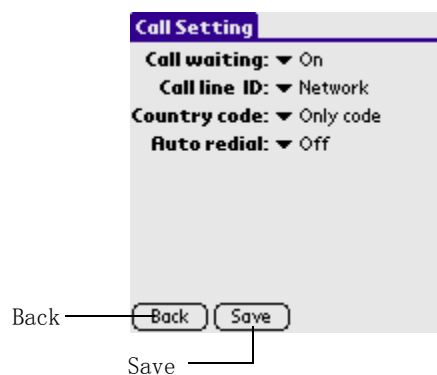 Call Setting
Call waiting: On
Call line ID: Network
Country code: Only code
Auto redial: Off
Back Save
Back
Save